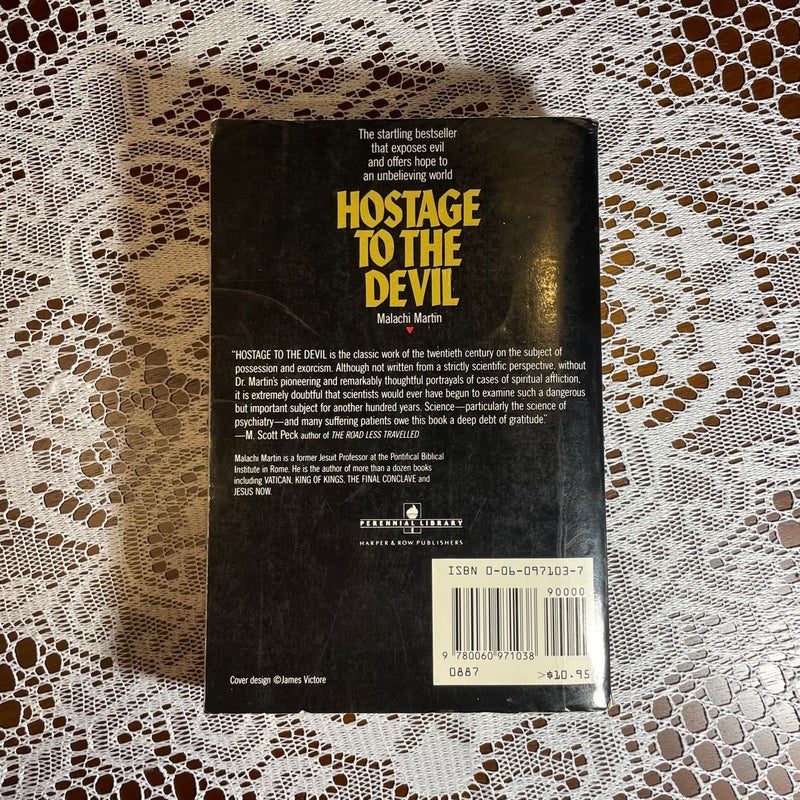 The startling bestseller
that exposes evil
and offers hope to
an unbelieving world
HOSTAGE
TO THE
DEVIL
Malachi Martin
"HOSTAGE TO THE DEVIL is the classic work of the twentieth century on the subject of
possession and exorcism. Although not written from a strictly scientific perspective, without
Dr. Martin's pioneering and remarkably thoughtful portrayals of cases of spiritual affliction,
it is extremely doubtful that scientists would ever have begun to examine such a dangerous
but important subject for another hundred years. Science—particularly the science of
psychiatry—and many suffering patients owe this book a deep debt of gratitude."
—M. Scott Peck author of THE ROAD LESS TRAVELLED
Malachi Martin is a former Jesuit Professor at the Pontifical Biblical
Institute in Rome. He is the author of more than a dozen books
including VATICAN, KING OF KINGS, THE FINAL CONCLAVE and
JESUS NOW.
PERENNIAL LIBRARY
HARPER & ROW PUBLISHERS
ISBN 0-06-097103-7
90000
9 780060 971038
0887 >$10.95
Cover design ©James Victore